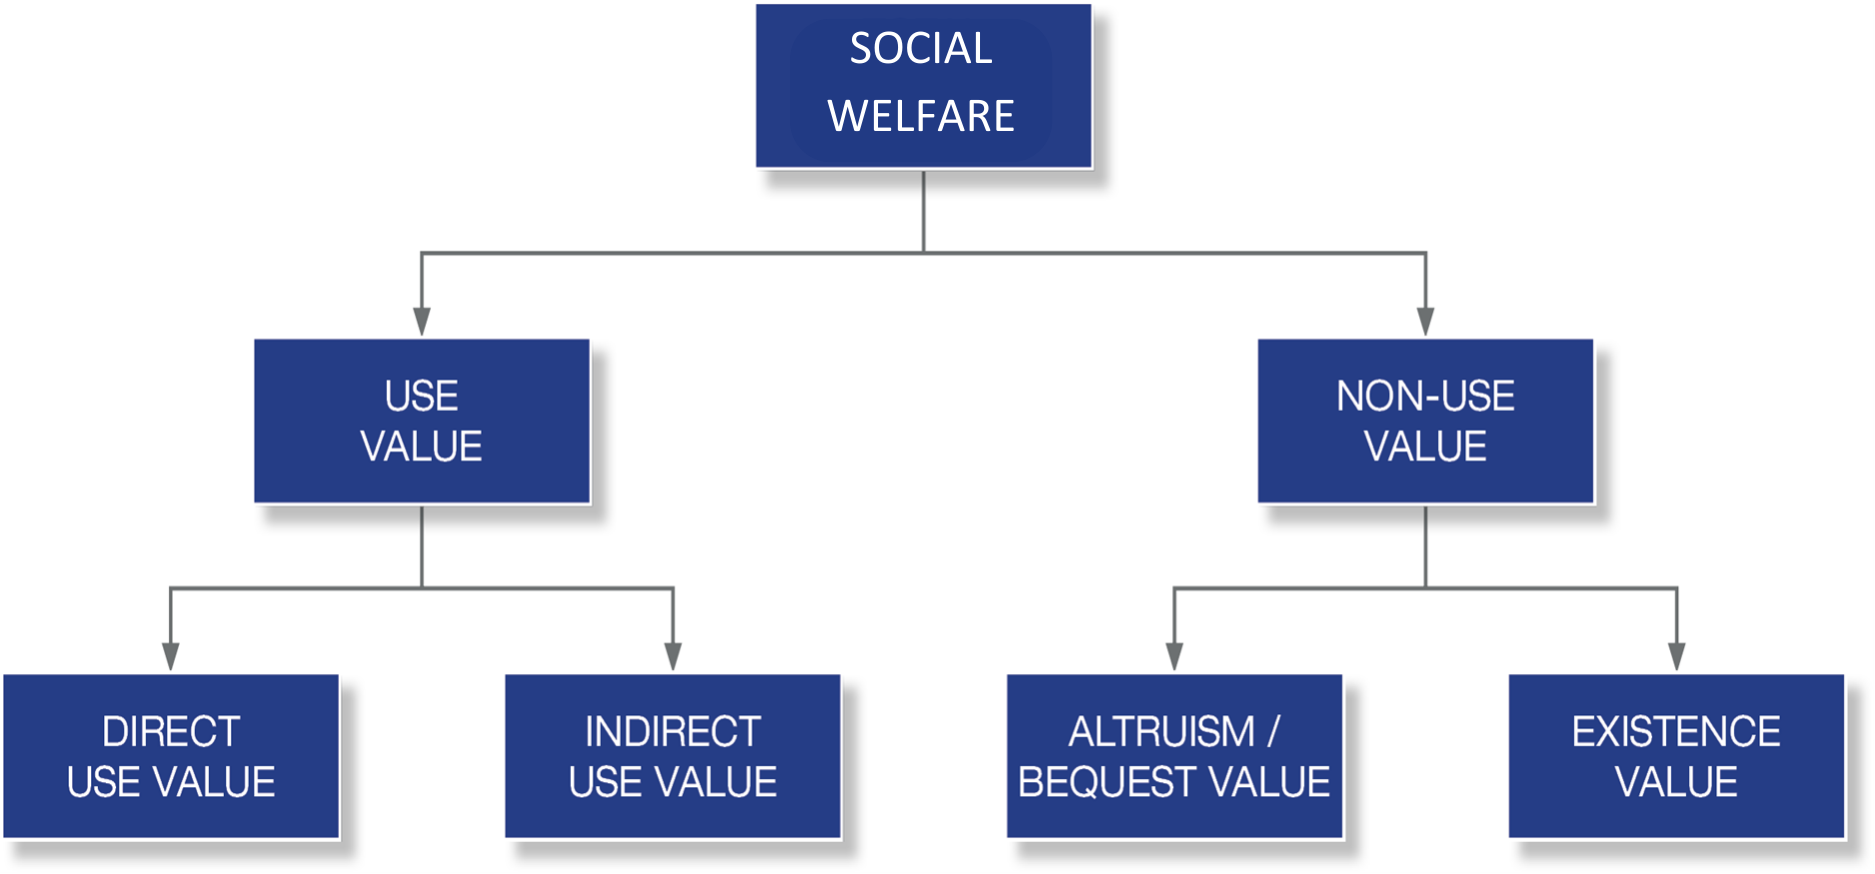 SOCIAL
WELFARE
USE
VALUE
NON-USE
VALUE
DIRECT
USE VALUE
INDIRECT
USE VALUE
ALTRUISM /
BEQUEST VALUE
EXISTENCE
VALUE